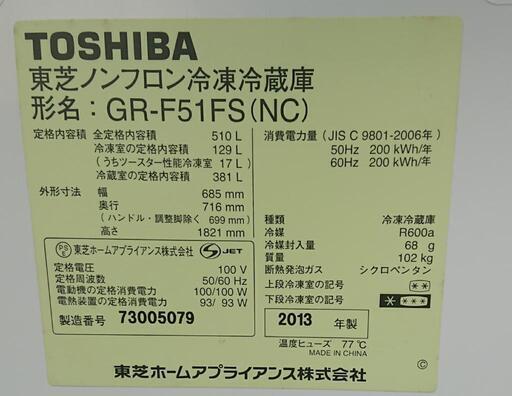 TOSHIBA
東芝ノンフロン冷凍冷蔵庫
形名：GR-F51FS(NC)
定格内容積 全定格内容積 510 L
冷凍室の定格内容積 129 L
(うちツースター性能冷凍室 17 L)
冷蔵室の定格内容積 381 L
外形寸法 幅 685 mm
奥行 716 mm
(ハンドル・調整脚除く 699 mm)
高さ 1821 mm
消費電力量 (JIS C 9801-2006年)
50Hz 200 kWh/年
60Hz 200 kWh/年
種類 冷凍冷蔵庫
冷媒 R600a
冷媒封入量 68 g
質量 102 kg
断熱発泡ガス シクロペンタン
上段冷凍室の記号 **
下段冷凍室の記号 ****
PS E 東芝ホームアプライアンス株式会社 S JET
定格電圧 100 V
定格周波数 50/60 Hz
電動機の定格消費電力 100/100 W
電熱装置の定格消費電力 93/ 93 W
製造番号 73005079
2013 年製
温度ヒューズ 77℃
MADE IN CHINA
東芝ホームアプライアンス株式会社
©